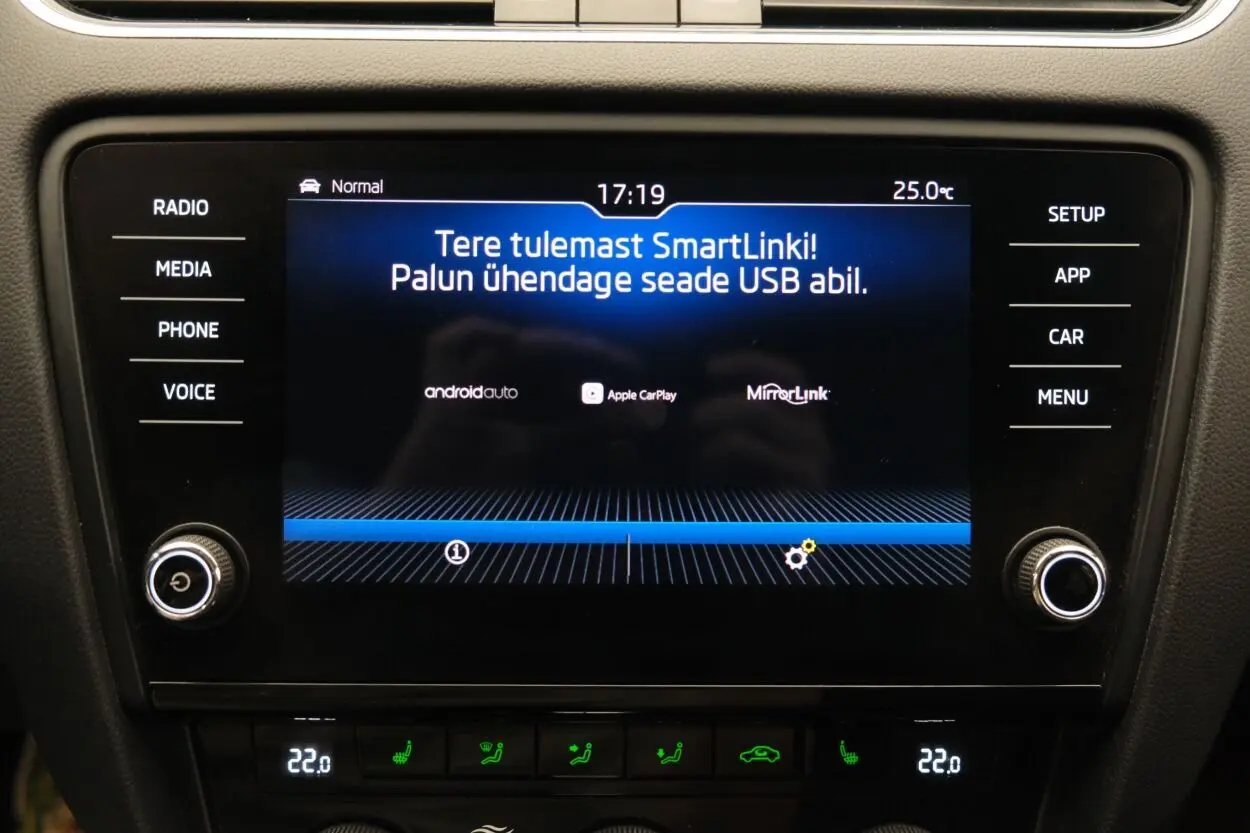 Normal
17:19
25.0°C
RADIO
MEDIA
PHONE
VOICE
Tere tulemast SmartLinki!
Palun ühendage seade USB abil.
androidauto
Apple CarPlay
MirrorLink
SETUP
APP
CAR
MENU
22.0
22.0